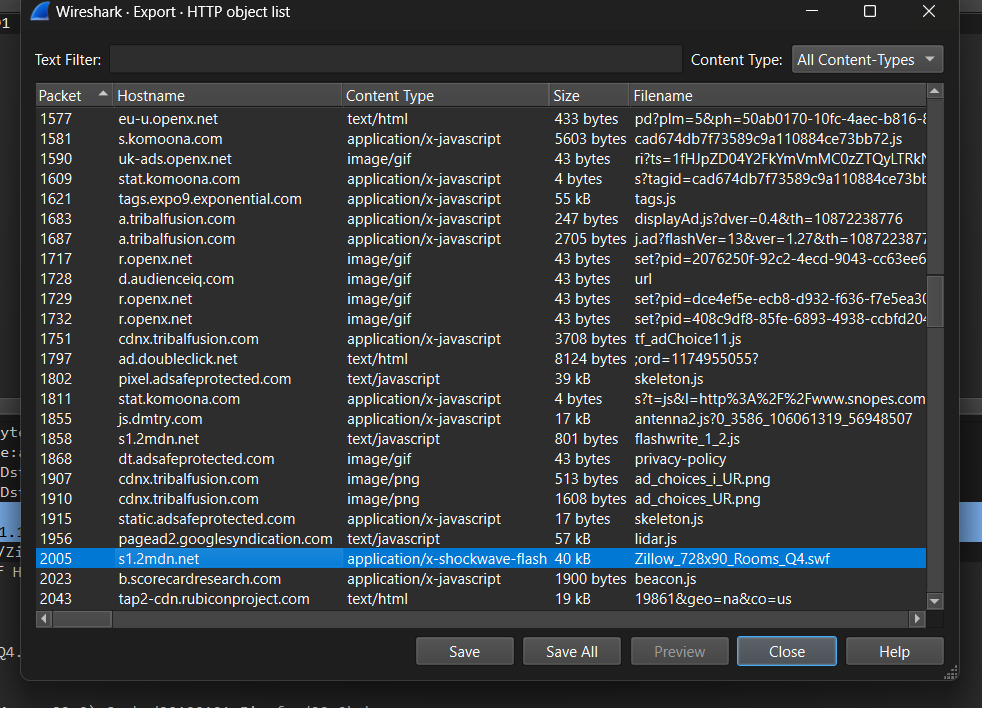 Wireshark · Export · HTTP object list
Text Filter: Content Type: All Content-Types
Packet Hostname Content Type Size Filename
1577 eu-u.openx.net text/html 433 bytes pd?plm=5&ph=50ab0170-10fc-4aec-b816-8
1581 s.komoona.com application/x-javascript 5603 bytes cad674db7f73589c9a110884ce73bb72.js
1590 uk-ads.openx.net image/gif 43 bytes ri?ts=1fHJpZD04Y2FkYmVmMC0zZTQyLTRkN
1609 stat.komoona.com application/x-javascript 4 bytes s?tagid=cad674db7f73589c9a110884ce73bb
1621 tags.expo9.exponential.com application/x-javascript 55 kB tags.js
1683 a.tribalfusion.com application/x-javascript 247 bytes displayAd.js?dver=0.4&th=10872238776
1687 a.tribalfusion.com application/x-javascript 2705 bytes j.ad?flashVer=13&ver=1.27&th=1087223877
1717 r.openx.net image/gif 43 bytes set?pid=2076250f-92c2-4ecd-9043-cc63ee6
1728 d.audienceiq.com image/gif 43 bytes url
1729 r.openx.net image/gif 43 bytes set?pid=dce4ef5e-ecb8-d932-f636-f7e5ea30
1732 r.openx.net image/gif 43 bytes set?pid=408c9df8-85fe-6893-4938-ccbfd204
1751 cdnx.tribalfusion.com application/x-javascript 3708 bytes tf_adChoice11.js
1797 ad.doubleclick.net text/html 8124 bytes ;ord=1174955055?
1802 pixel.adsafeprotected.com text/javascript 39 kB skeleton.js
1811 stat.komoona.com application/x-javascript 4 bytes s?t=js&l=http%3A%2F%2Fwww.snopes.com
1855 js.dmtry.com application/x-javascript 17 kB antenna2.js?0_3586_106061319_56948507
1858 s1.2mdn.net text/javascript 801 bytes flashwrite_1_2.js
1868 dt.adsafeprotected.com image/gif 43 bytes privacy-policy
1907 cdnx.tribalfusion.com image/png 513 bytes ad_choices_i_UR.png
1910 cdnx.tribalfusion.com image/png 1608 bytes ad_choices_UR.png
1915 static.adsafeprotected.com application/x-javascript 17 bytes skeleton.js
1956 pagead2.googlesyndication.com text/javascript 57 kB lidar.js
2005 s1.2mdn.net application/x-shockwave-flash 40 kB Zillow_728x90_Rooms_Q4.swf
2023 b.scorecardresearch.com application/x-javascript 1900 bytes beacon.js
2043 tap2-cdn.rubiconproject.com text/html 19 kB 19861&geo=na&co=us
Save Save All Preview Close Help